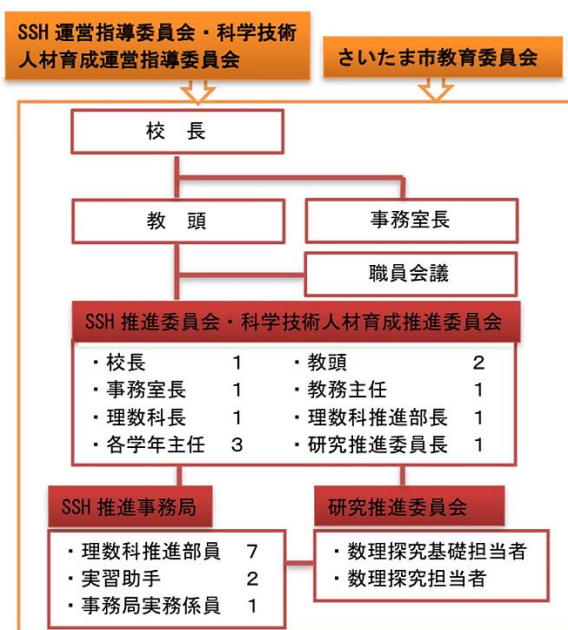 SSH 運営指導委員会・科学技術
人材育成運営指導委員会
さいたま市教育委員会
校 長
教 頭
事務室長
職員会議
SSH 推進委員会・科学技術人材育成推進委員会
・校長 1 ・教頭 2
・事務室長 1 ・教務主任 1
・理数科長 1 ・理数科推進部長 1
・各学年主任 3 ・研究推進委員長 1
SSH 推進事務局
研究推進委員会
・理数科推進部員 7
・実習助手 2
・事務局実務係員 1
・数理探究基礎担当者
・数理探究担当者